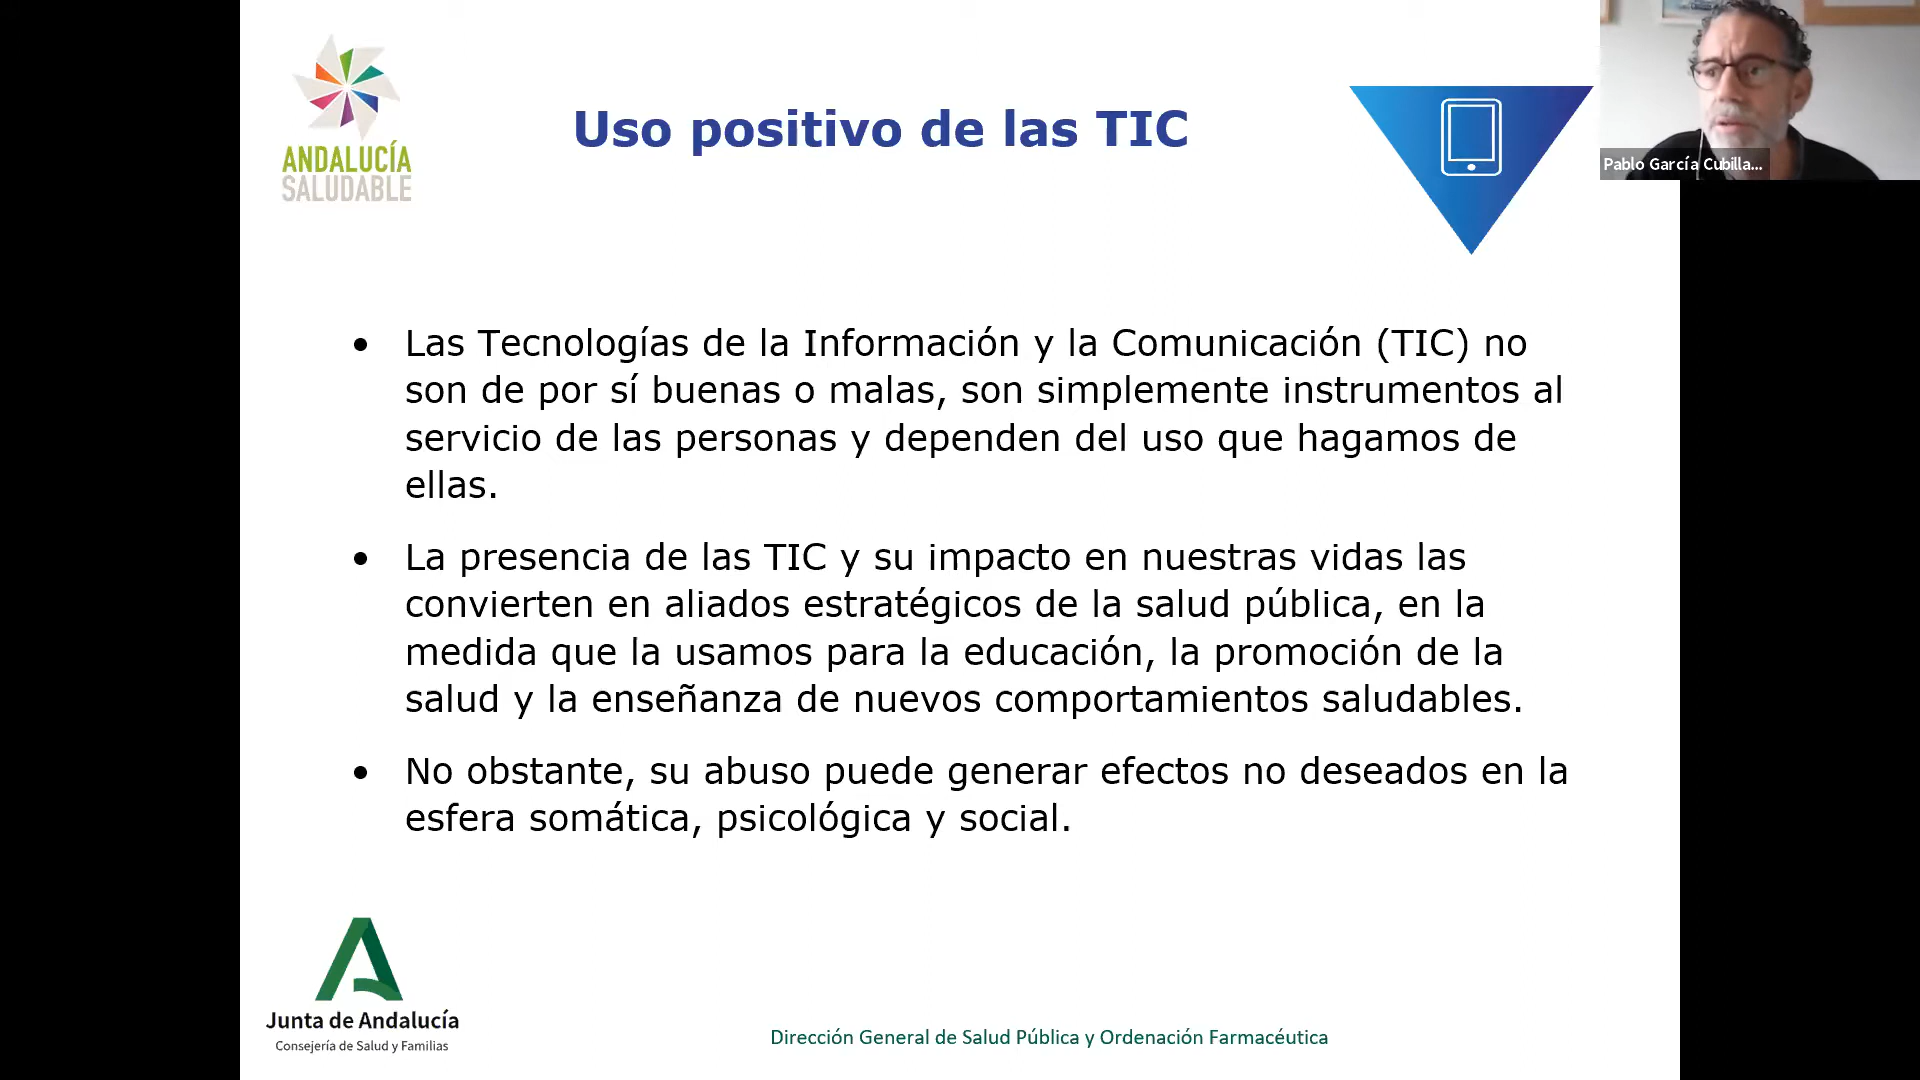 ANDALUCÍA
SALUDABLE
Uso positivo de las TIC
Pablo García Cubilla...
• Las Tecnologías de la Información y la Comunicación (TIC) no
son de por sí buenas o malas, son simplemente instrumentos al
servicio de las personas y dependen del uso que hagamos de
ellas.
• La presencia de las TIC y su impacto en nuestras vidas las
convierten en aliados estratégicos de la salud pública, en la
medida que la usamos para la educación, la promoción de la
salud y la enseñanza de nuevos comportamientos saludables.
• No obstante, su abuso puede generar efectos no deseados en la
esfera somática, psicológica y social.
Junta de Andalucía
Consejería de Salud y Familias
Dirección General de Salud Pública y Ordenación Farmacéutica